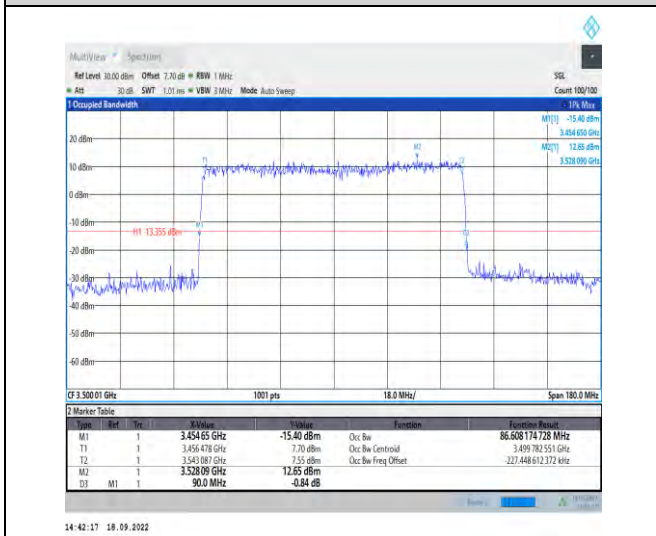 MultiView Spectrum
Ref Level 30.00 dBm Offset 7.70 dB RBW 1 MHz SGL
Att 30 dB SWT 1.01 ms VBW 3 MHz Mode Auto Sweep Count 100/100
1 Occupied Bandwidth 1Pk Max
M1[1] -15.40 dBm
3.454 650 GHz
M2[1] 12.65 dBm
3.528 090 GHz
20 dBm
T1 M2 T2
10 dBm
0 dBm
-10 dBm
M1
H1 -13.355 dBm
-20 dBm
-30 dBm
-40 dBm
-50 dBm
-60 dBm
CF 3.500 01 GHz 1001 pts 18.0 MHz/ Span 180.0 MHz
2 Marker Table
Type Ref Trc X-Value Y-Value Function Function Result
M1 1 3.454 65 GHz -15.40 dBm Occ Bw 86.608 174 728 MHz
T1 1 3.456 478 GHz 7.70 dBm Occ Bw Centroid 3.499 782 551 GHz
T2 1 3.543 087 GHz 7.55 dBm Occ Bw Freq Offset -227.448 612 372 kHz
M2 1 3.528 09 GHz 12.65 dBm
D3 M1 1 90.0 MHz -0.84 dB
14:42:17 18.09.2022